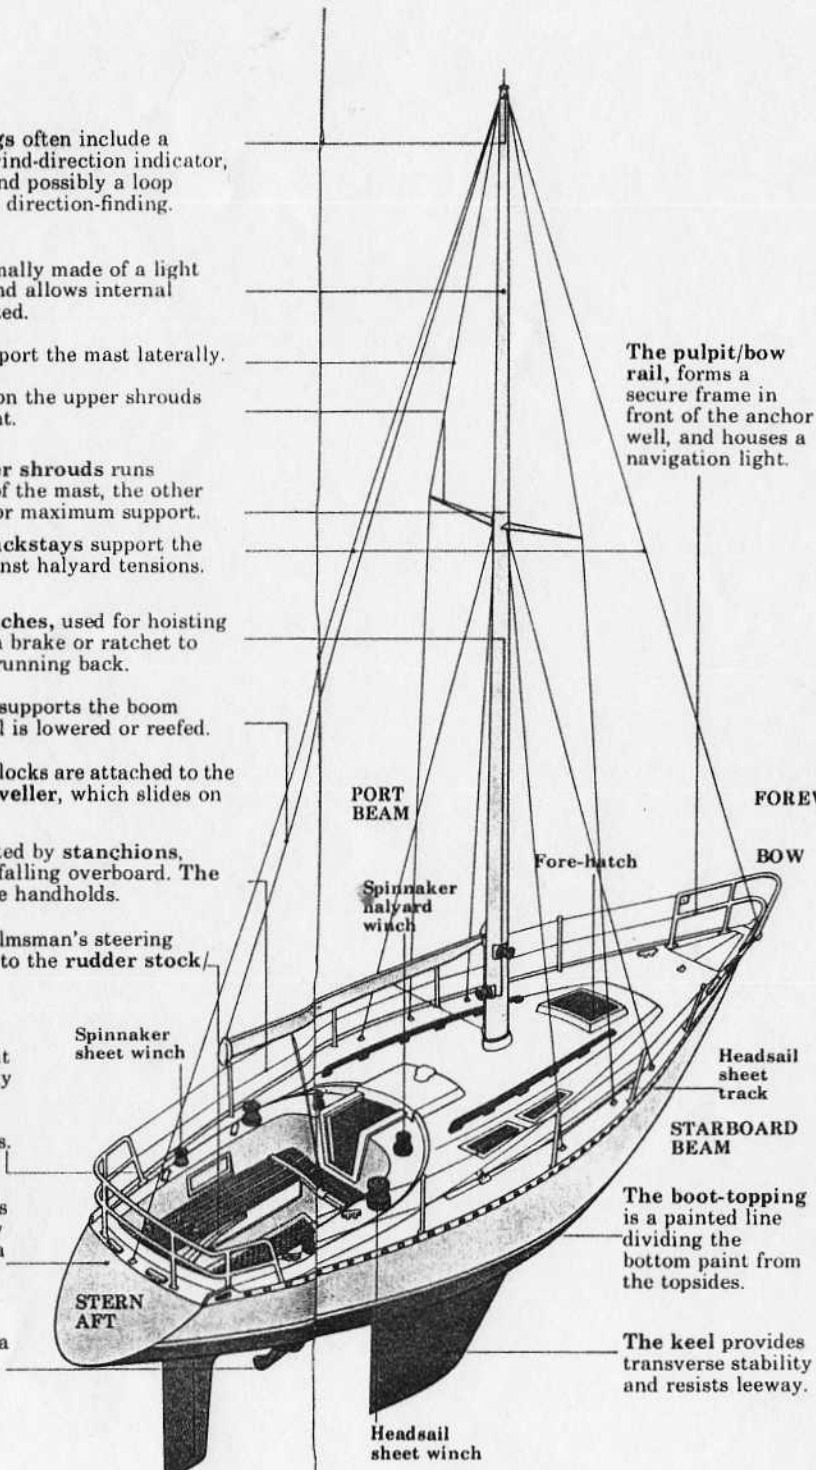 gs often include a
ind-direction indicator,
nd possibly a loop
direction-finding.
nally made of a light
nd allows internal
ed.
port the mast laterally.
on the upper shrouds
nt.
er shrouds runs
of the mast, the other
or maximum support.
ackstays support the
inst halyard tensions.
ches, used for hoisting
a brake or ratchet to
running back.
supports the boom
l is lowered or reefed.
locks are attached to the
veller, which slides on
ted by stanchions,
falling overboard. The
e handholds.
lmsman's steering
to the rudder stock/
t
y
s.
s
a
a
The pulpit/bow
rail, forms a
secure frame in
front of the anchor
well, and houses a
navigation light.
PORT
BEAM
FOREW
BOW
Fore-hatch
Spinnaker
halyard
winch
Spinnaker
sheet winch
Headsail
sheet
track
STARBOARD
BEAM
The boot-topping
is a painted line
dividing the
bottom paint from
the topsides.
STERN
AFT
The keel provides
transverse stability
and resists leeway.
Headsail
sheet winch